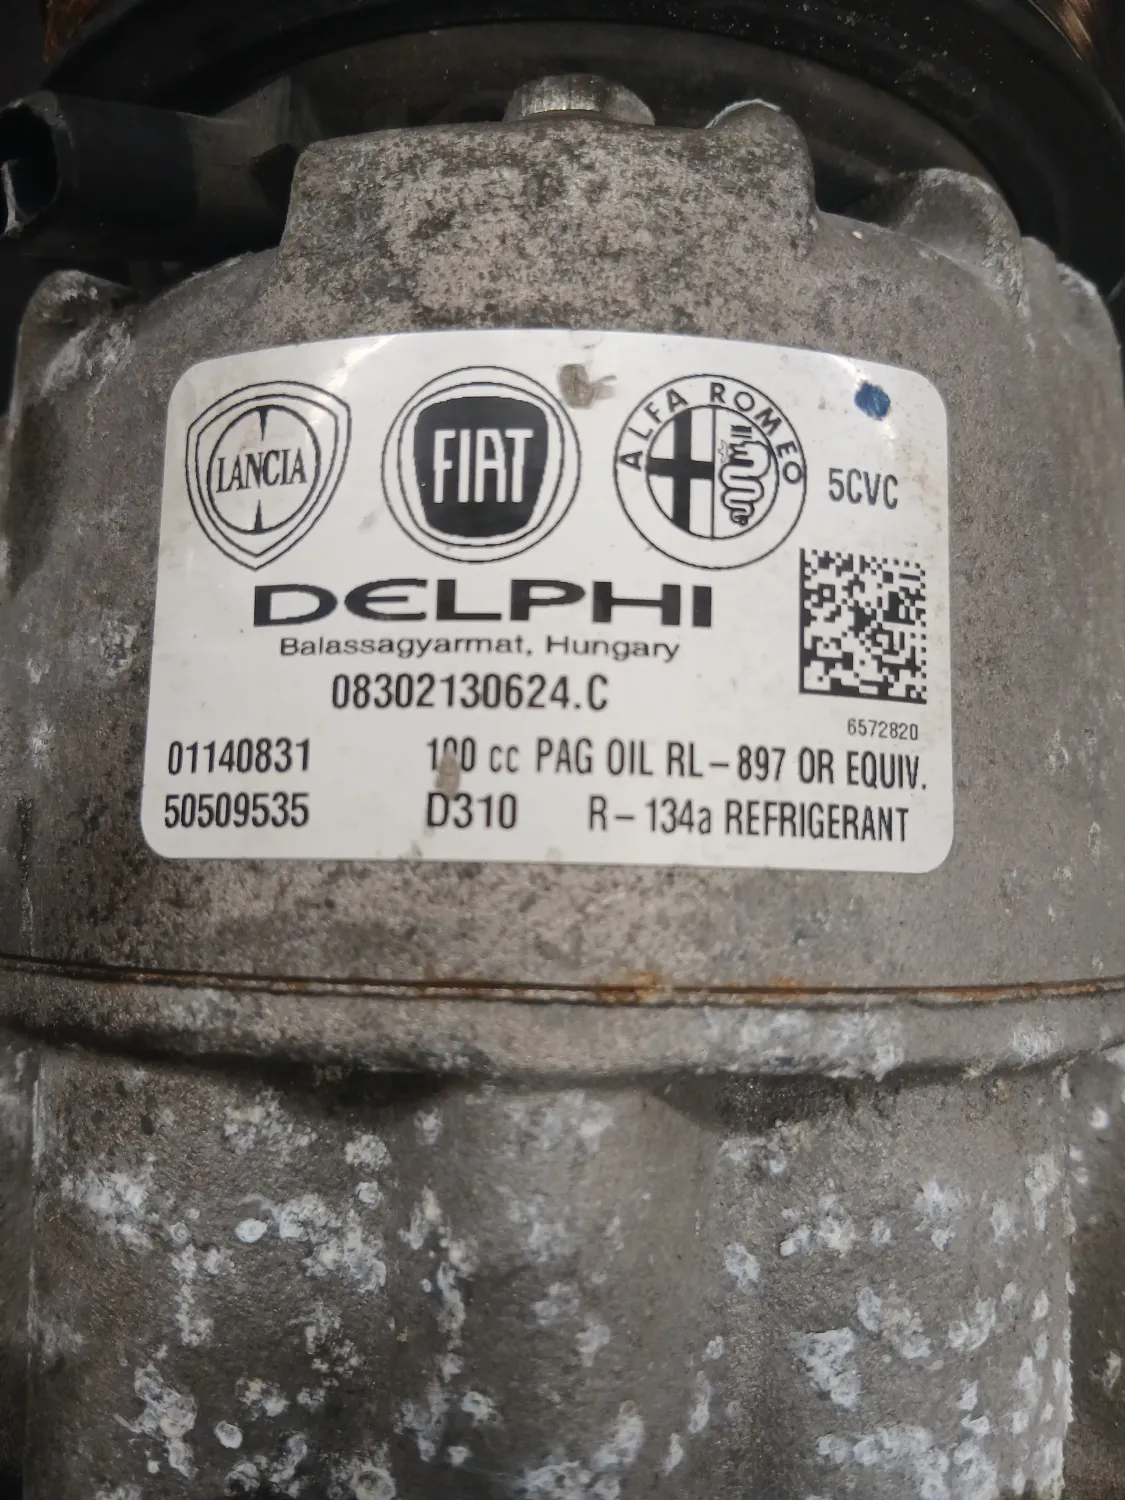 LANCIA
FIAT
ALFA ROMEO
5CVC
DELPHI
Balassagyarmat, Hungary
08302130624.C
6572820
01140831 100 cc PAG OIL RL-897 OR EQUIV.
50509535 D310 R-134a REFRIGERANT